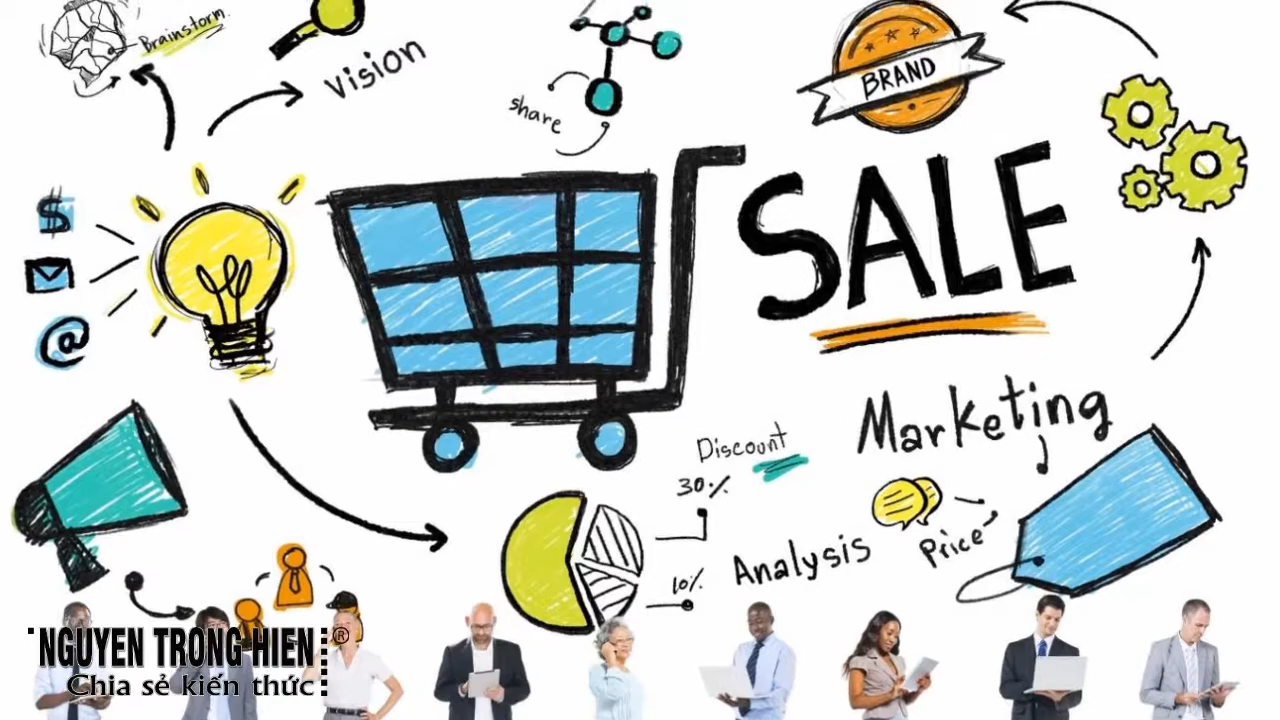 Brainstorm.
vision
share
BRAND
$
SALE
@
Marketing
Discount
30%
Price
Analysis
10%
NGUYEN TRONG HIEN ®
Chia sẻ kiến thức